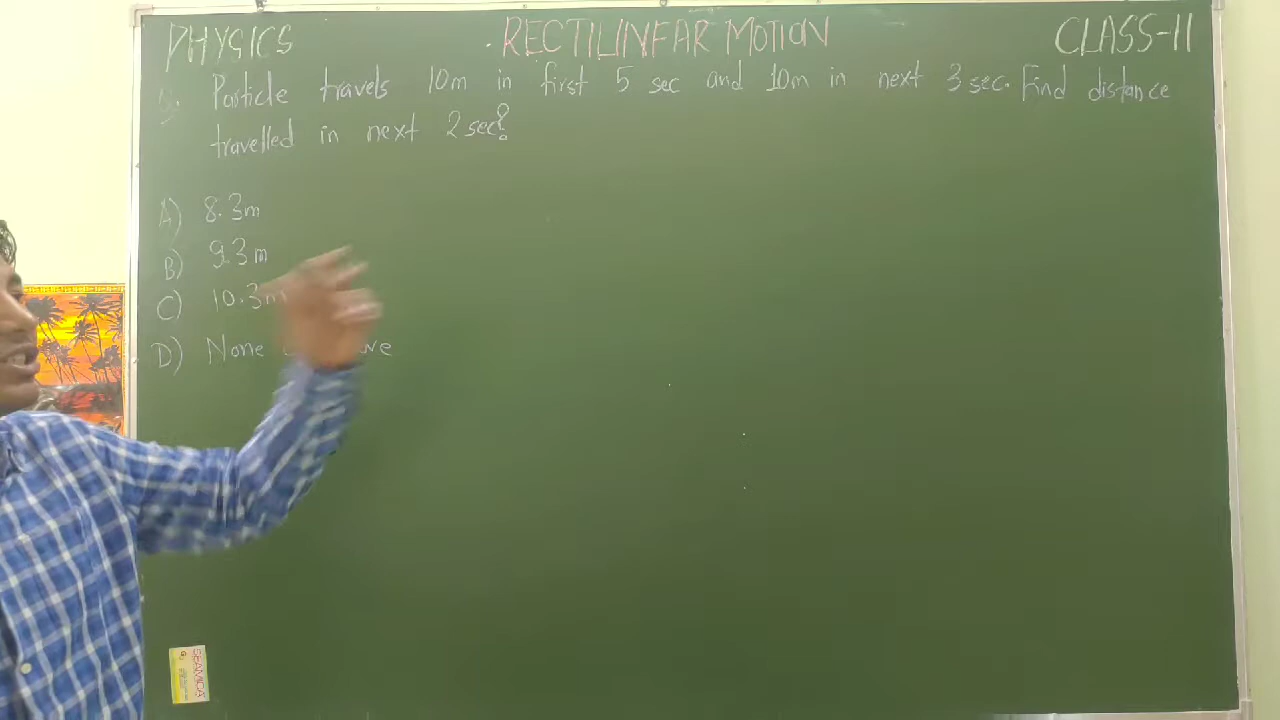 PHYSICS RECTILINEAR MOTION CLASS-11
Particle travels 10m in first 5 sec and 10m in next 3 sec. Find distance
travelled in next 2 sec?
A) 8.3m
B) 9.3m
C) 10.3m
D) None
SEAMIGA